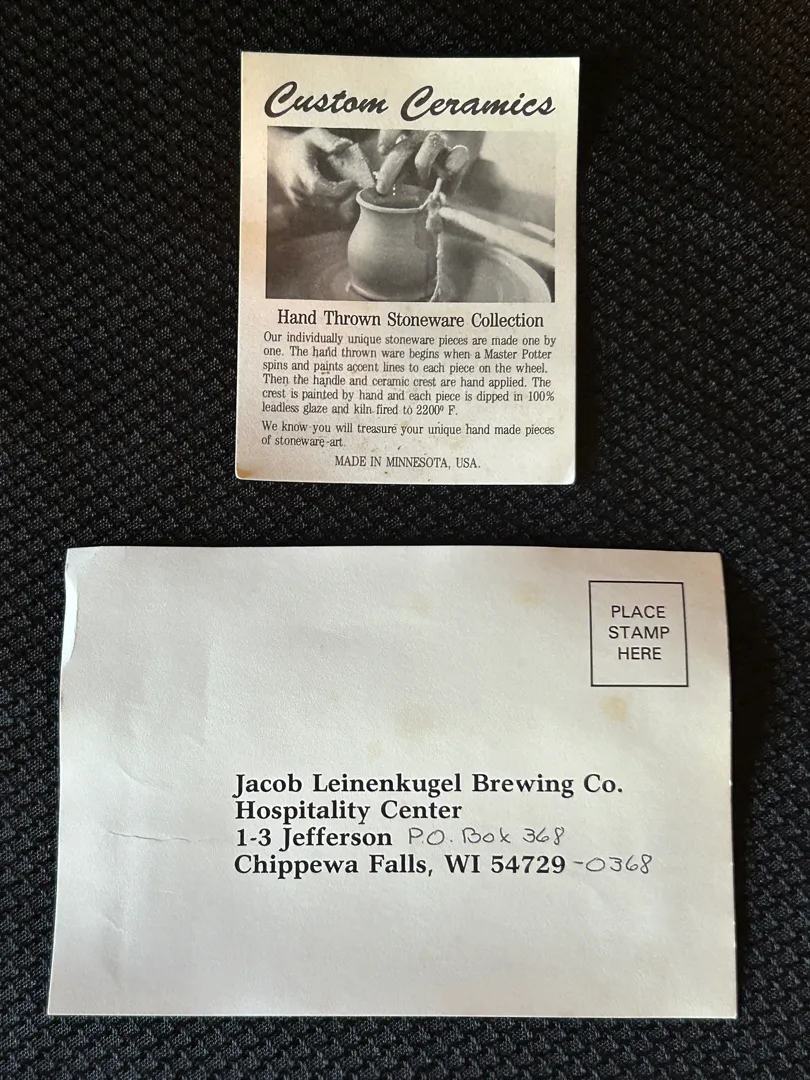 Custom Ceramics
Hand Thrown Stoneware Collection
Our individually unique stoneware pieces are made one by
one. The hand thrown ware begins when a Master Potter
spins and paints accent lines to each piece on the wheel.
Then the handle and ceramic crest are hand applied. The
crest is painted by hand and each piece is dipped in 100%
leadless glaze and kiln fired to 2200º F.
We know you will treasure your unique hand made pieces
of stoneware-art.
MADE IN MINNESOTA, USA.
PLACE
STAMP
HERE
Jacob Leinenkugel Brewing Co.
Hospitality Center
1-3 Jefferson P.O. Box 368
Chippewa Falls, WI 54729-0368